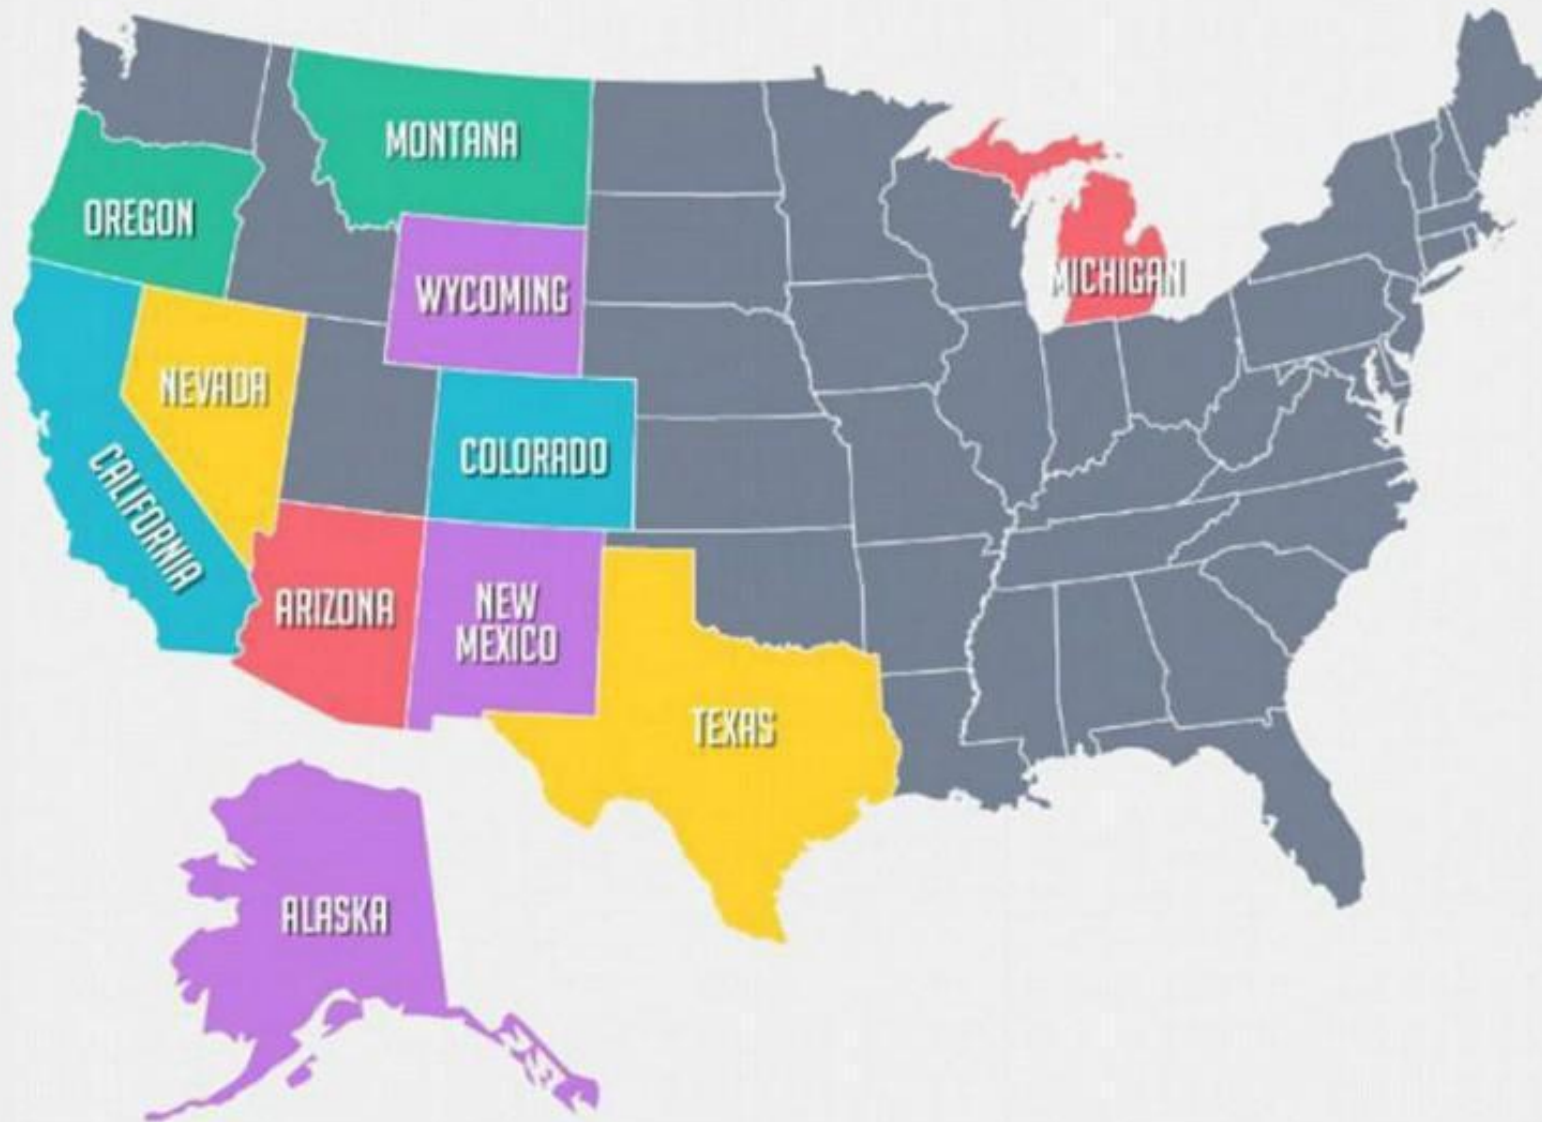 MONTANA
OREGON
WYCOMING
MICHIGAN
NEVADA
COLORADO
CALIFORNIA
ARIZONA
NEW
MEXICO
TEXAS
ALASKA